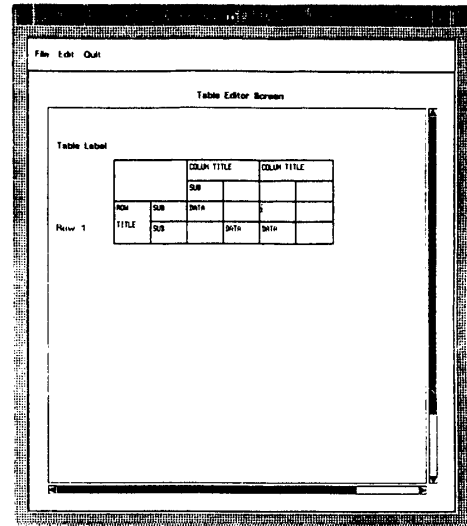 File Edit Quit
Table Editor Screen
Table Label
COLUM TITLE COLUM TITLE
SUB
ROW SUB DATA
TITLE SUB DATA DATA
Row 1